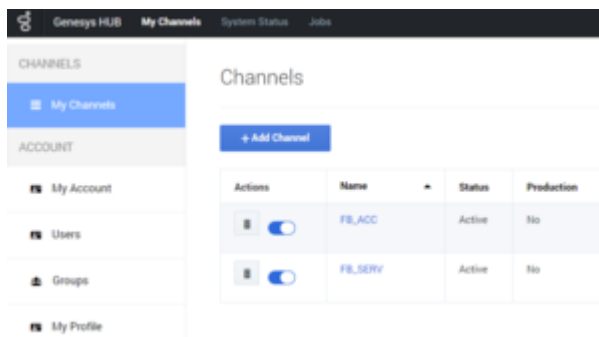 Genesys HUB My Channels System Status Jobs
CHANNELS
My Channels
ACCOUNT
My Account
Users
Groups
My Profile
Channels
+ Add Channel
Actions Name Status Production
FB_ACC Active No
FB_SERV Active No